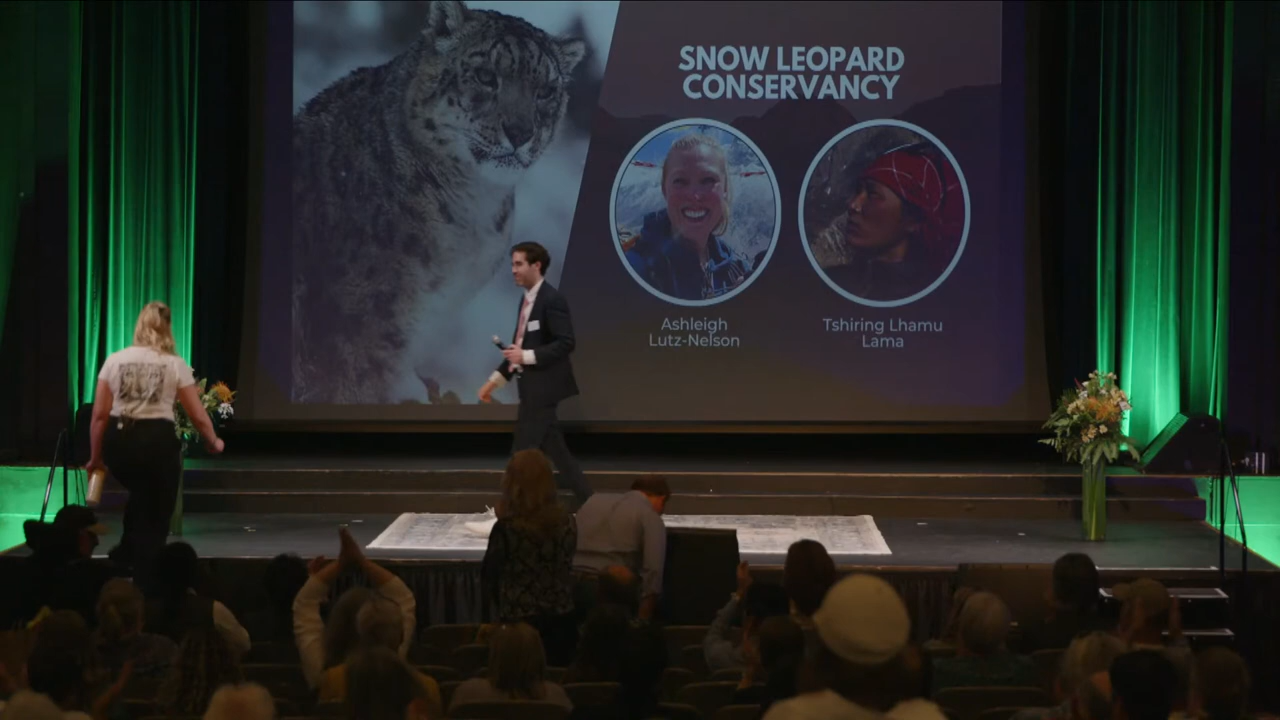 SNOW LEOPARD
CONSERVANCY
Ashleigh
Lutz-Nelson
Tshiring Lhamu
Lama